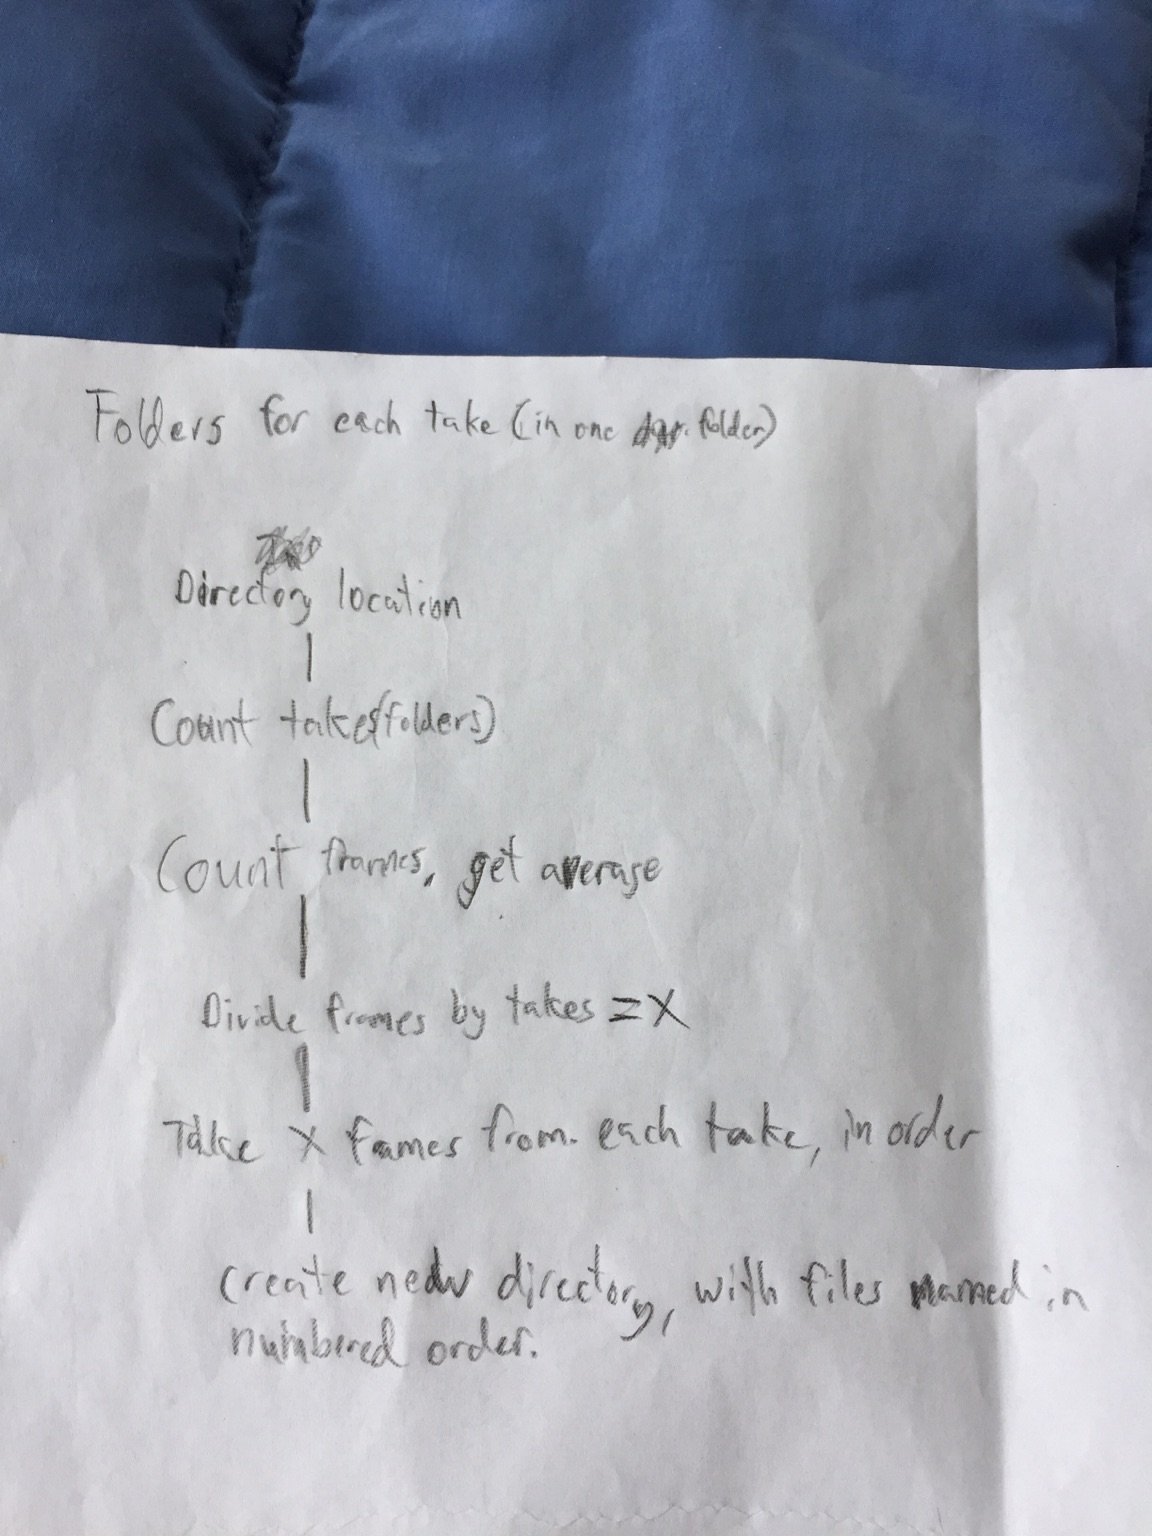 Folders for each take (in one folder)
Directory location
Count takes(folders)
Count frames, get average
Divide frames by takes = X
Take X fames from each take, in order
create new directory, with files named in
numbered order.